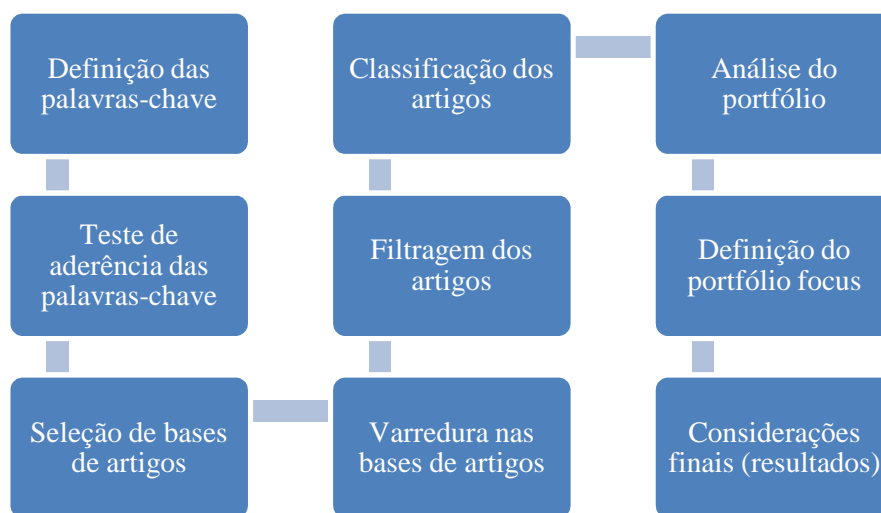 Definição das
palavras-chave
Teste de
aderência das
palavras-chave
Seleção de bases
de artigos
Varredura nas
bases de artigos
Filtragem dos
artigos
Classificação dos
artigos
Análise do
portfólio
Definição do
portfólio focus
Considerações
finais (resultados)